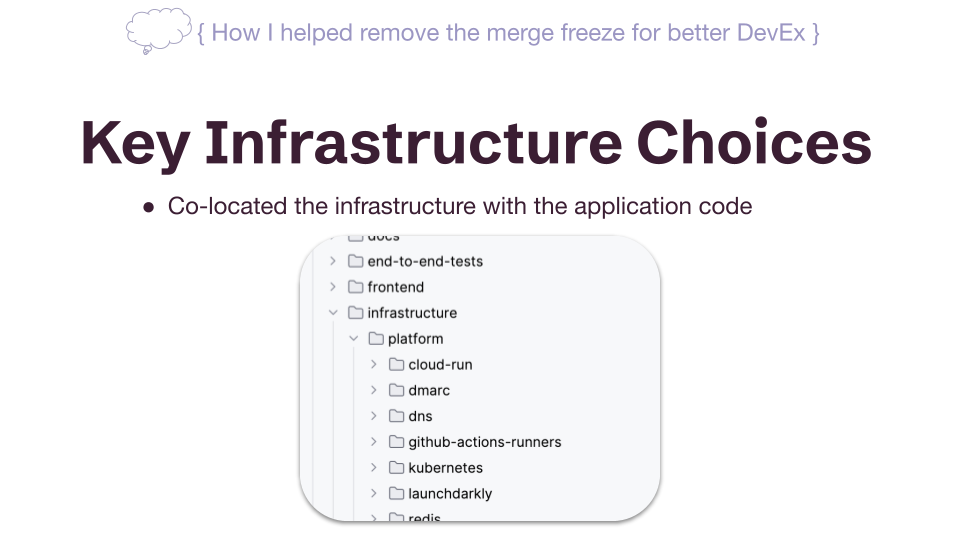 { How I helped remove the merge freeze for better DevEx }
Key Infrastructure Choices
● Co-located the infrastructure with the application code
docs
end-to-end-tests
frontend
infrastructure
platform
cloud-run
dmarc
dns
github-actions-runners
kubernetes
launchdarkly
redis